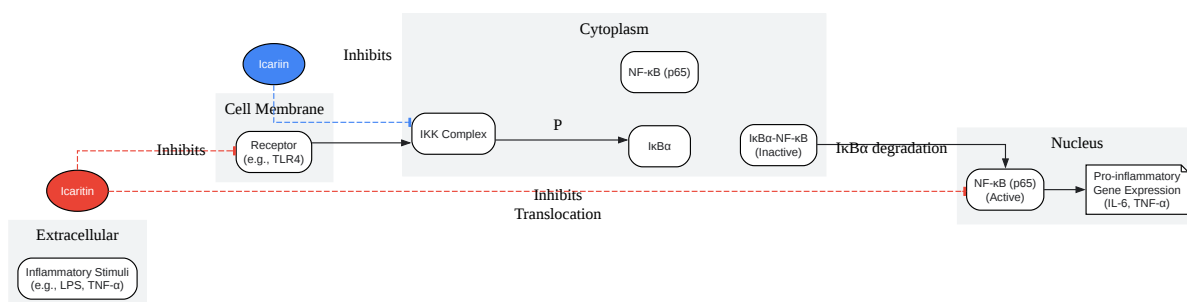 Cytoplasm
Icariin
Inhibits
NF-κB (p65)
Cell Membrane
IKK Complex
P
Receptor
(e.g., TLR4)
IκBα
IκBα-NF-κB
(Inactive)
IκBα degradation
Nucleus
Inhibits
Icaritin
Inhibits
Translocation
NF-κB (p65)
(Active)
Pro-inflammatory
Gene Expression
(IL-6, TNF-α)
Extracellular
Inflammatory Stimuli
(e.g., LPS, TNF-α)